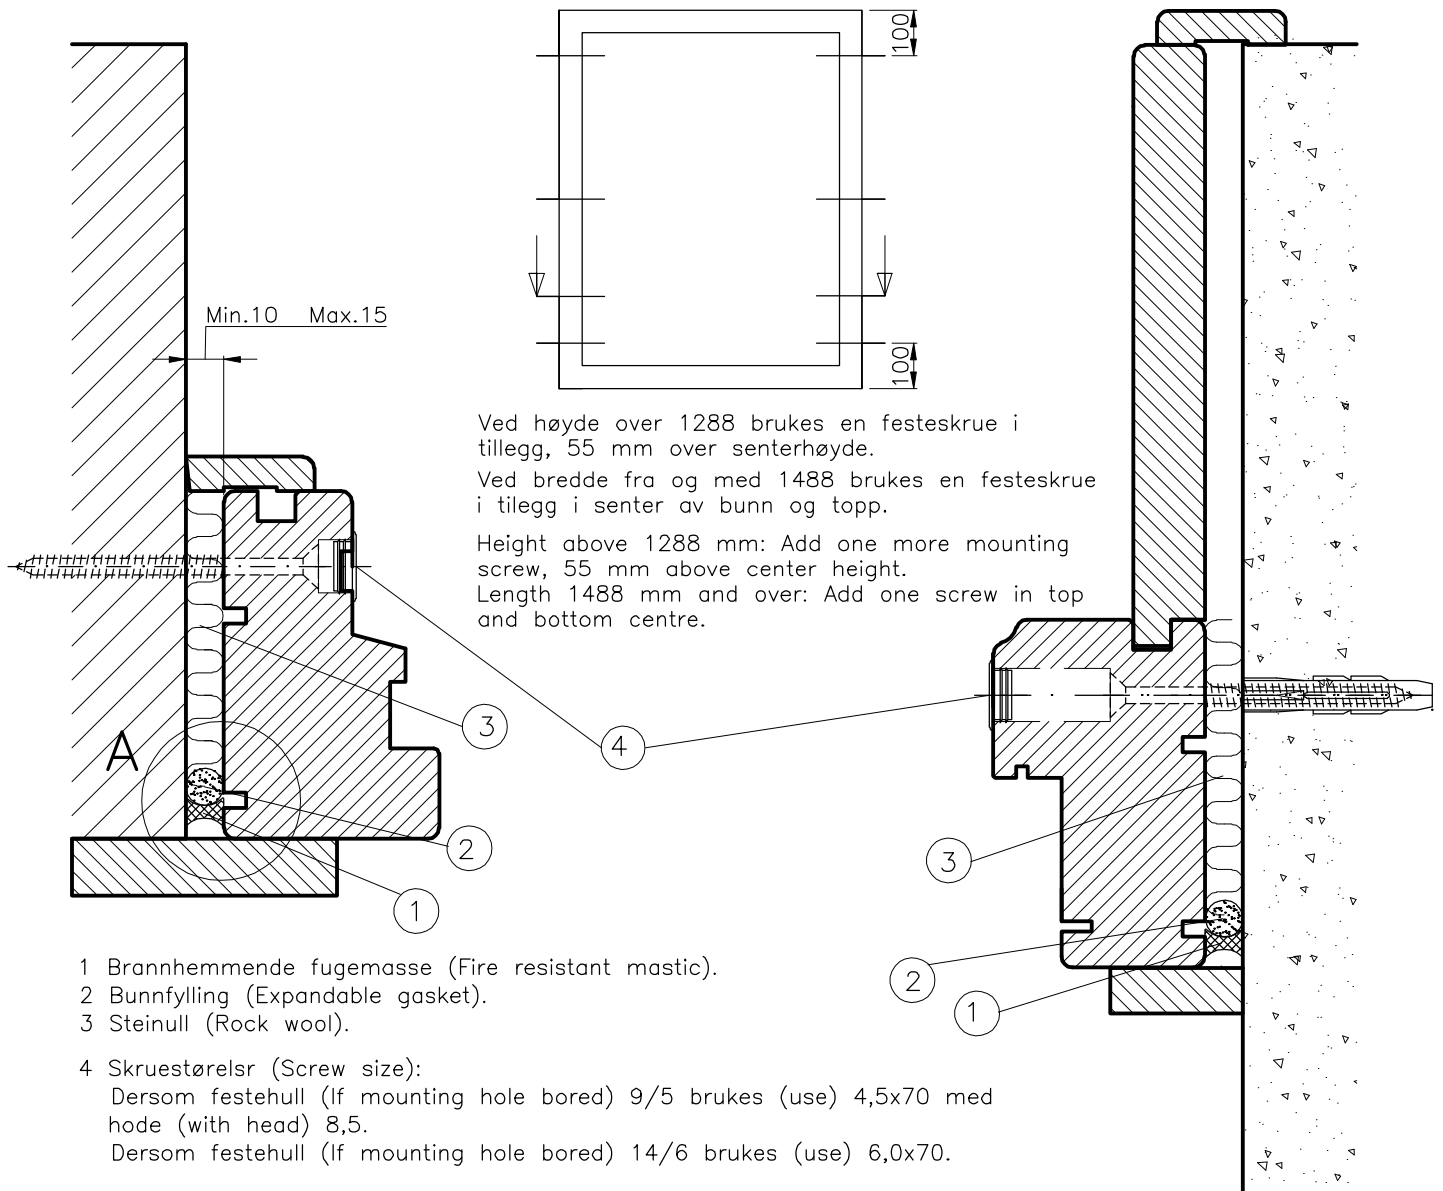 100
Min.10 Max.15
100
Ved høyde over 1288 brukes en festeskrue i
tillegg, 55 mm over senterhøyde.
Ved bredde fra og med 1488 brukes en festeskrue
i tilegg i senter av bunn og topp.
Height above 1288 mm: Add one more mounting
screw, 55 mm above center height.
Length 1488 mm and over: Add one screw in top
and bottom centre.
A
3
4
2
1
3
2
1
1 Brannhemmende fugemasse (Fire resistant mastic).
2 Bunnfylling (Expandable gasket).
3 Steinull (Rock wool).
4 Skruestørelsr (Screw size):
Dersom festehull (If mounting hole bored) 9/5 brukes (use) 4,5x70 med
hode (with head) 8,5.
Dersom festehull (If mounting hole bored) 14/6 brukes (use) 6,0x70.